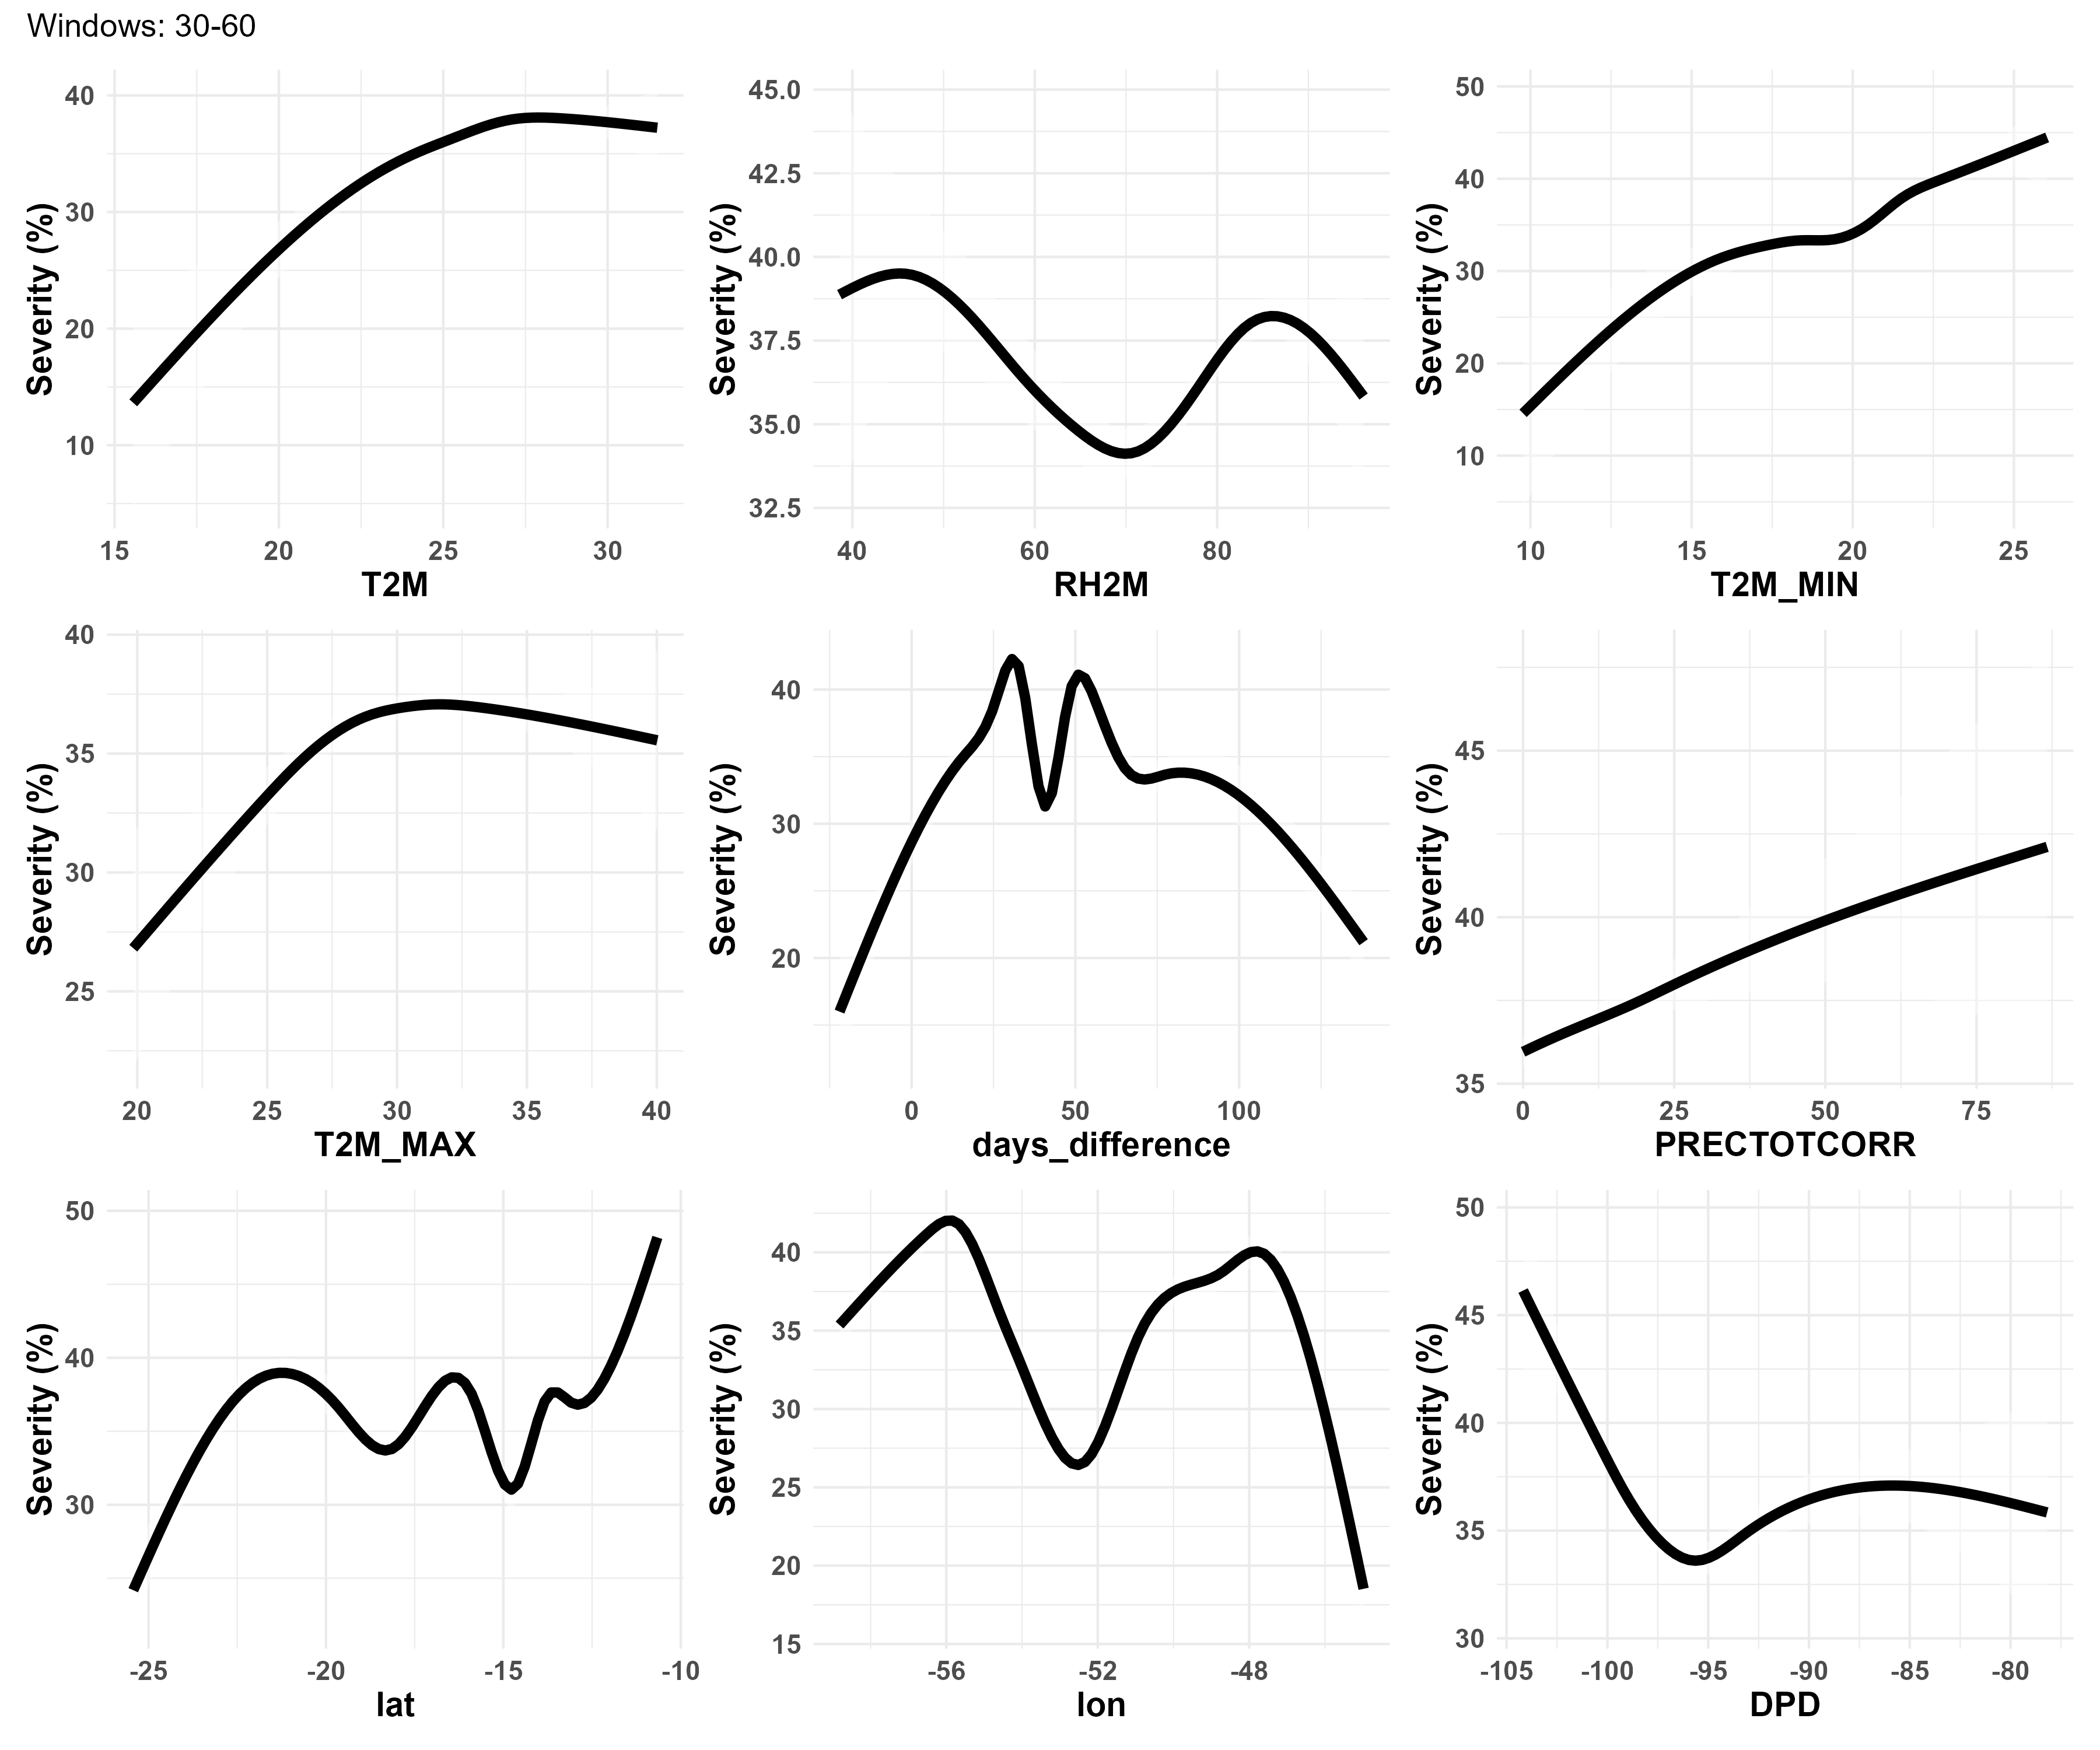 Windows: 30-60
Severity (%)
40
30
20
10
15 20 25 30
T2M
Severity (%)
45.0
42.5
40.0
37.5
35.0
32.5
40 60 80
RH2M
Severity (%)
50
40
30
20
10
10 15 20 25
T2M_MIN
Severity (%)
40
35
30
25
20 25 30 35 40
T2M_MAX
Severity (%)
40
30
20
0 50 100
days_difference
Severity (%)
45
40
35
0 25 50 75
PRECTOTCORR
Severity (%)
50
40
30
-25 -20 -15 -10
lat
Severity (%)
40
35
30
25
20
15
-56 -52 -48
lon
Severity (%)
50
45
40
35
30
-105 -100 -95 -90 -85 -80
DPD